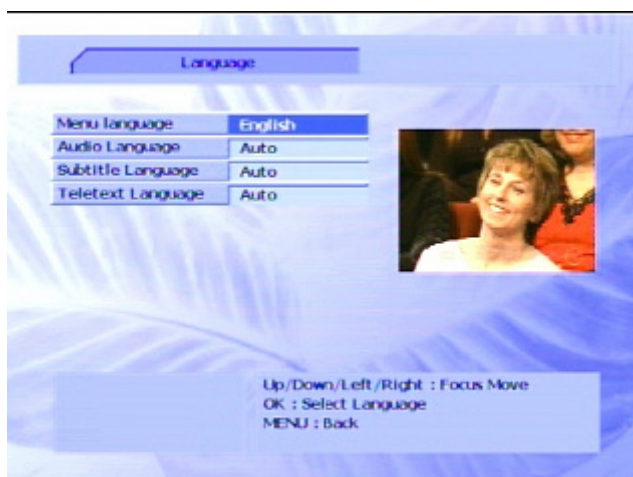 Language
Menu language English
Audio Language Auto
Subtitle Language Auto
Teletext Language Auto
Up/Down/Left/Right : Focus Move
OK : Select Language
MENU : Back